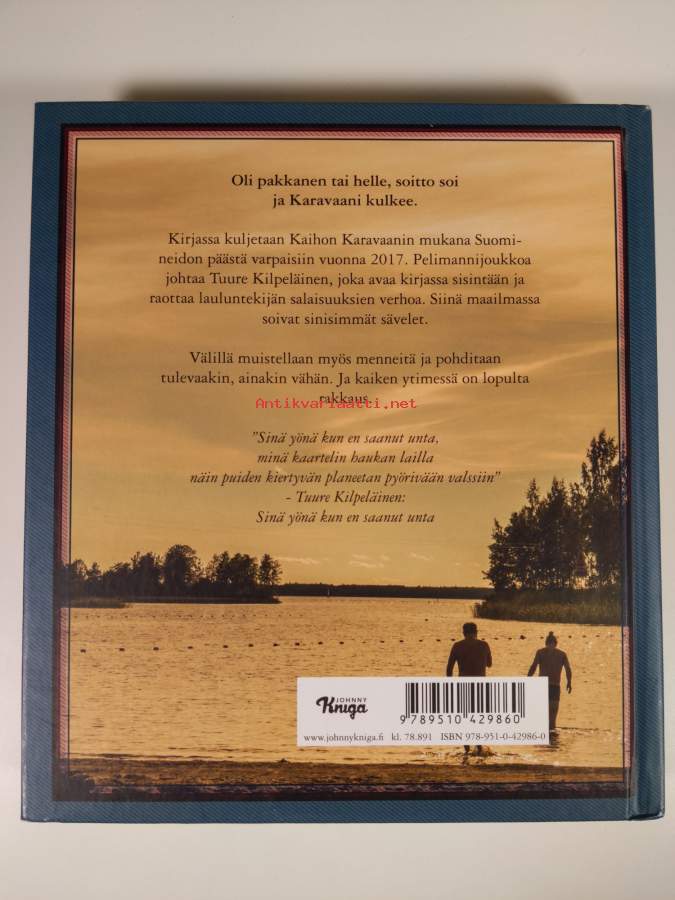 Oli pakkanen tai helle, soitto soi
ja Karavaani kulkee.
Kirjassa kuljetaan Kaihon Karavaanin mukana Suomi-
neidon päästä varpaisiin vuonna 2017. Pelimannijoukkoa
johtaa Tuure Kilpeläinen, joka avaa kirjassa sisintään ja
raottaa lauluntekijän salaisuuksien verhoa. Siinä maailmassa
soivat sinisimmät sävelet.
Välillä muistellaan myös menneitä ja pohditaan
tulevaakin, ainakin vähän. Ja kaiken ytimessä on lopulta
rakkaus.
Antikvariaatti.net
"Sinä yönä kun en saanut unta,
minä kaartelin haukan lailla
näin puiden kiertyvän planeetan pyörivään valssiin"
- Tuure Kilpeläinen:
Sinä yönä kun en saanut unta
JOHNNY
Kniga
9 789510 429860
www.johnnykniga.fi kl. 78.891 ISBN 978-951-0-42986-0